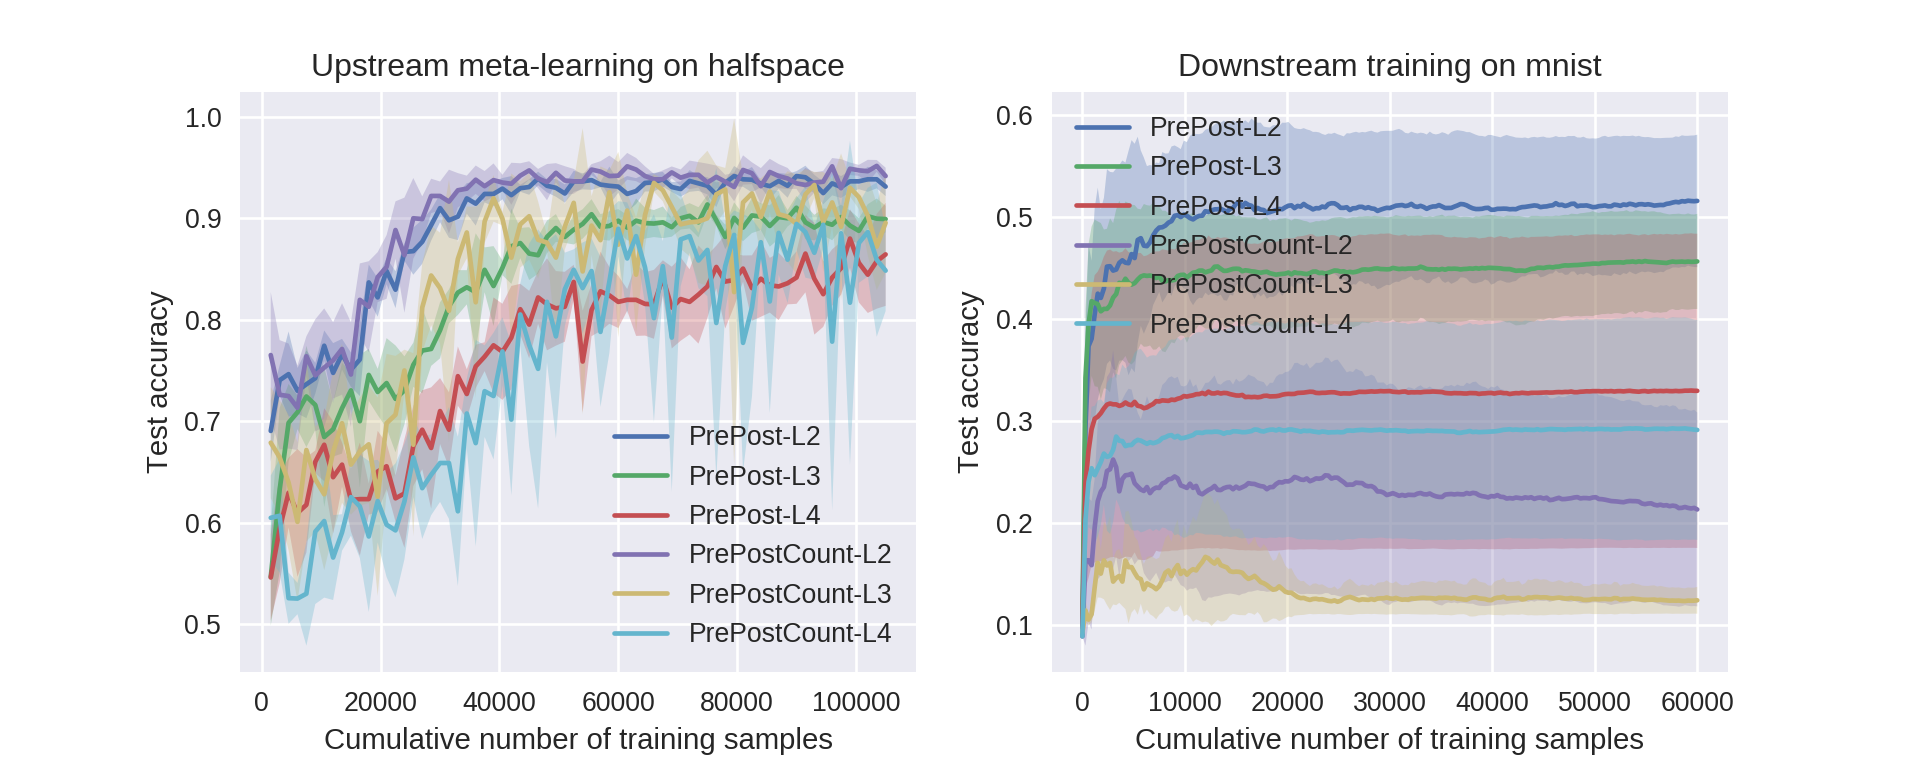 Upstream meta-learning on halfspace
1.0
0.9
0.8
0.7
0.6
0.5
Test accuracy
PrePost-L2
PrePost-L3
PrePost-L4
PrePostCount-L2
PrePostCount-L3
PrePostCount-L4
0 20000 40000 60000 80000 100000
Cumulative number of training samples
Downstream training on mnist
0.6
0.5
0.4
0.3
0.2
0.1
Test accuracy
PrePost-L2
PrePost-L3
PrePost-L4
PrePostCount-L2
PrePostCount-L3
PrePostCount-L4
0 10000 20000 30000 40000 50000 60000
Cumulative number of training samples